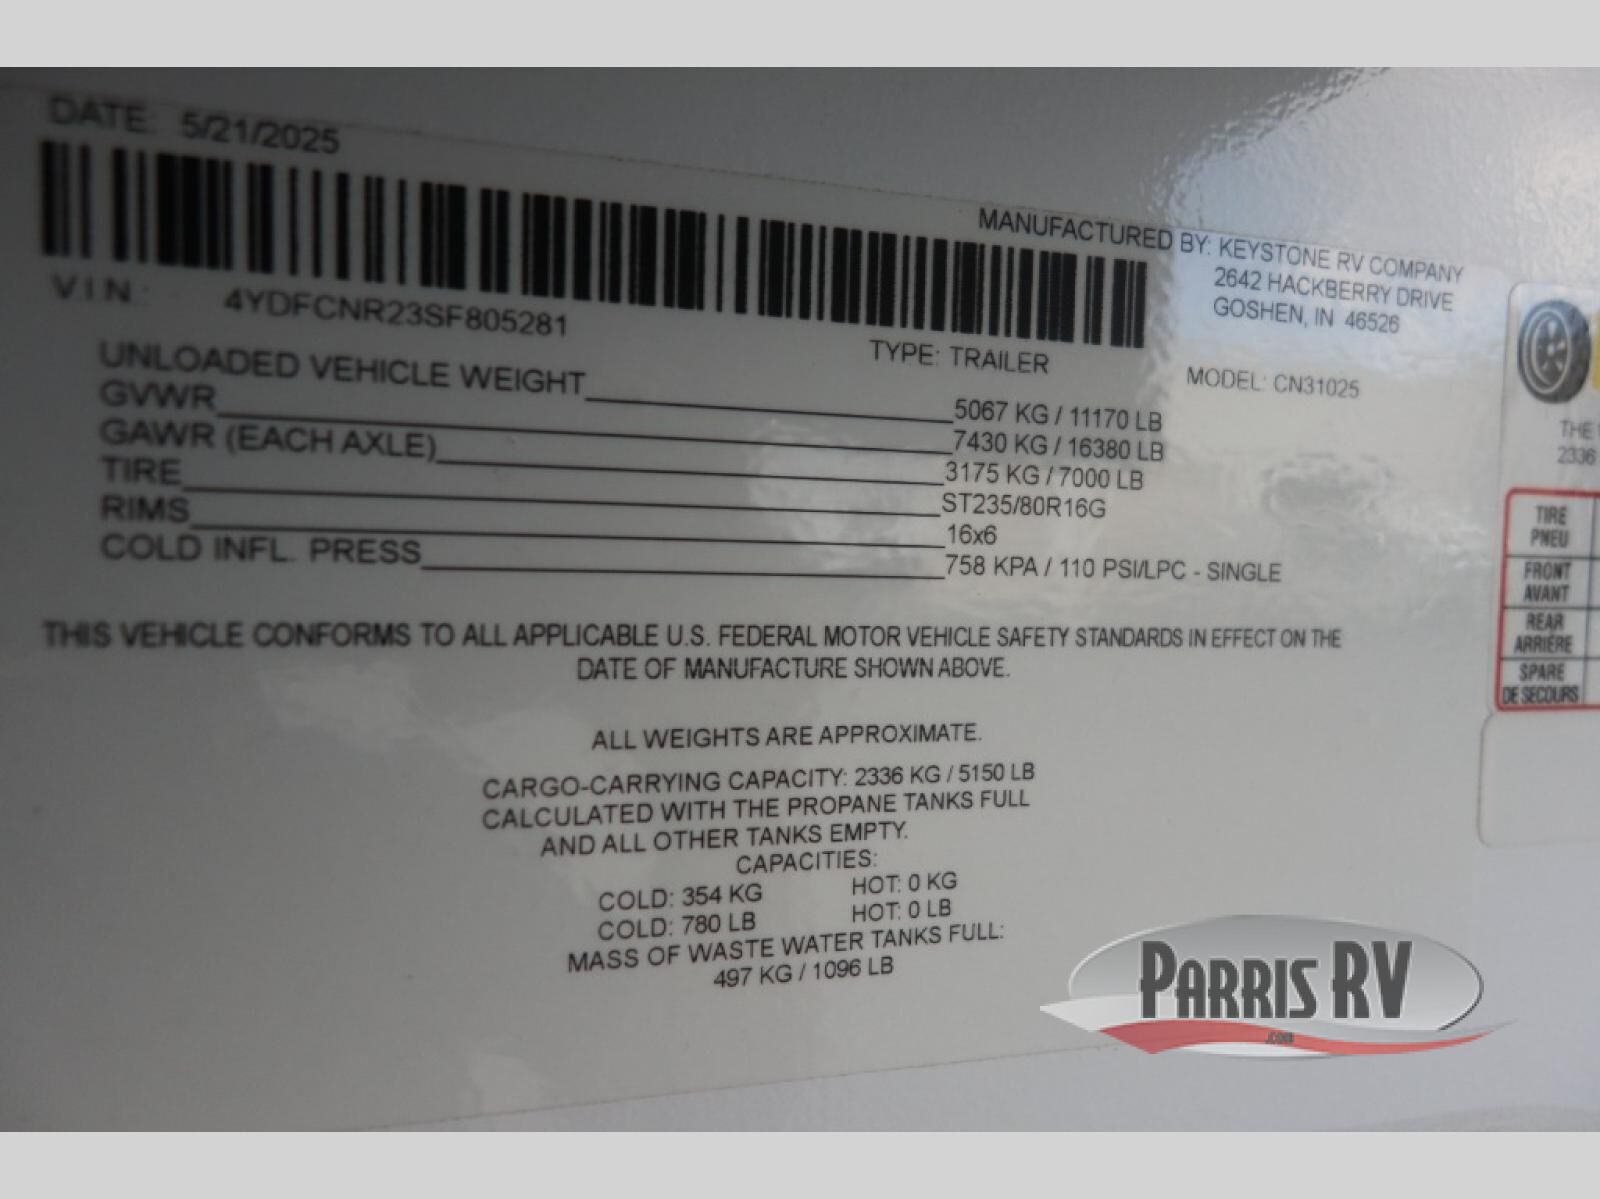 DATE: 5/21/2025
MANUFACTURED BY: KEYSTONE RV COMPANY
2642 HACKBERRY DRIVE
GOSHEN, IN 46526
V I N.: 4YDFCNR23SF805281
TYPE: TRAILER
MODEL: CN31025
UNLOADED VEHICLE WEIGHT 5067 KG / 11170 LB
GVWR 7430 KG / 16380 LB
GAWR (EACH AXLE) 3175 KG / 7000 LB
TIRE ST235/80R16G
RIMS 16x6
COLD INFL. PRESS 758 KPA / 110 PSI/LPC - SINGLE
THIS VEHICLE CONFORMS TO ALL APPLICABLE U.S. FEDERAL MOTOR VEHICLE SAFETY STANDARDS IN EFFECT ON THE
DATE OF MANUFACTURE SHOWN ABOVE.
ALL WEIGHTS ARE APPROXIMATE.
CARGO-CARRYING CAPACITY: 2336 KG / 5150 LB
CALCULATED WITH THE PROPANE TANKS FULL
AND ALL OTHER TANKS EMPTY.
CAPACITIES:
COLD: 354 KG HOT: 0 KG
COLD: 780 LB HOT: 0 LB
MASS OF WASTE WATER TANKS FULL:
497 KG / 1096 LB
THE
2336
TIRE
PNEU
FRONT
AVANT
REAR
ARRIÈRE
SPARE
DE SECOURS
PARRIS RV
.COM